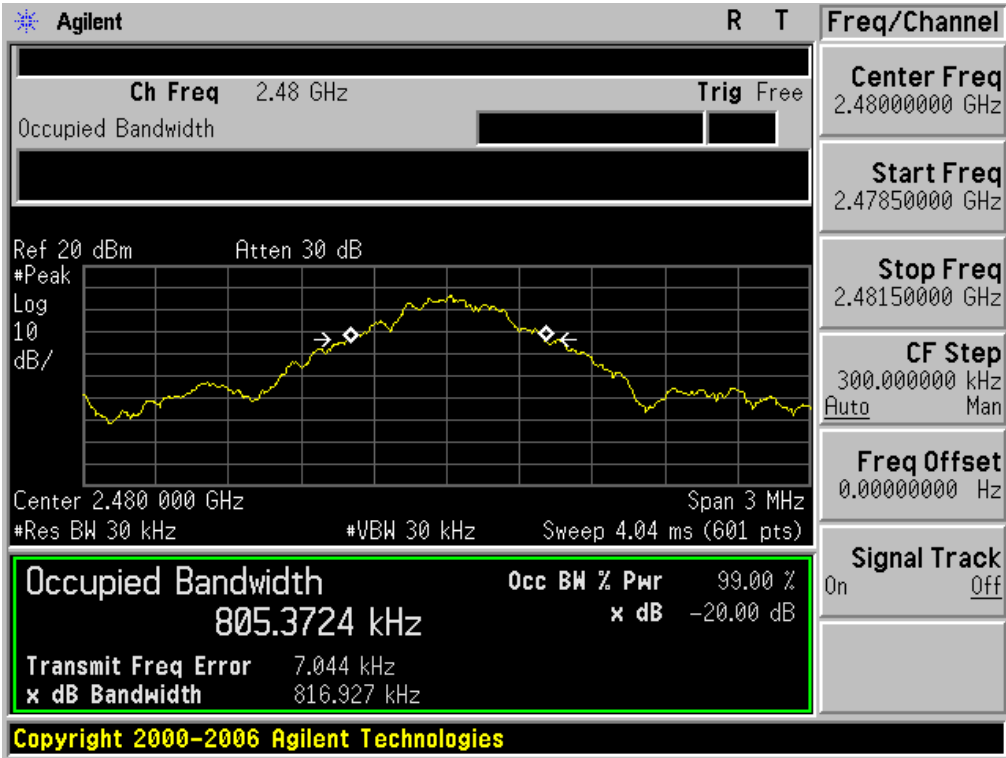 Agilent R T
Ch Freq 2.48 GHz Trig Free
Occupied Bandwidth
Ref 20 dBm Atten 30 dB
#Peak
Log
10
dB/
Center 2.480 000 GHz Span 3 MHz
#Res BW 30 kHz #VBW 30 kHz Sweep 4.04 ms (601 pts)
Occupied Bandwidth Occ BW % Pwr 99.00 %
805.3724 kHz x dB -20.00 dB
Transmit Freq Error 7.044 kHz
x dB Bandwidth 816.927 kHz
Copyright 2000-2006 Agilent Technologies
Freq/Channel
Center Freq
2.48000000 GHz
Start Freq
2.47850000 GHz
Stop Freq
2.48150000 GHz
CF Step
300.000000 kHz
Auto Man
Freq Offset
0.00000000 Hz
Signal Track
On Off